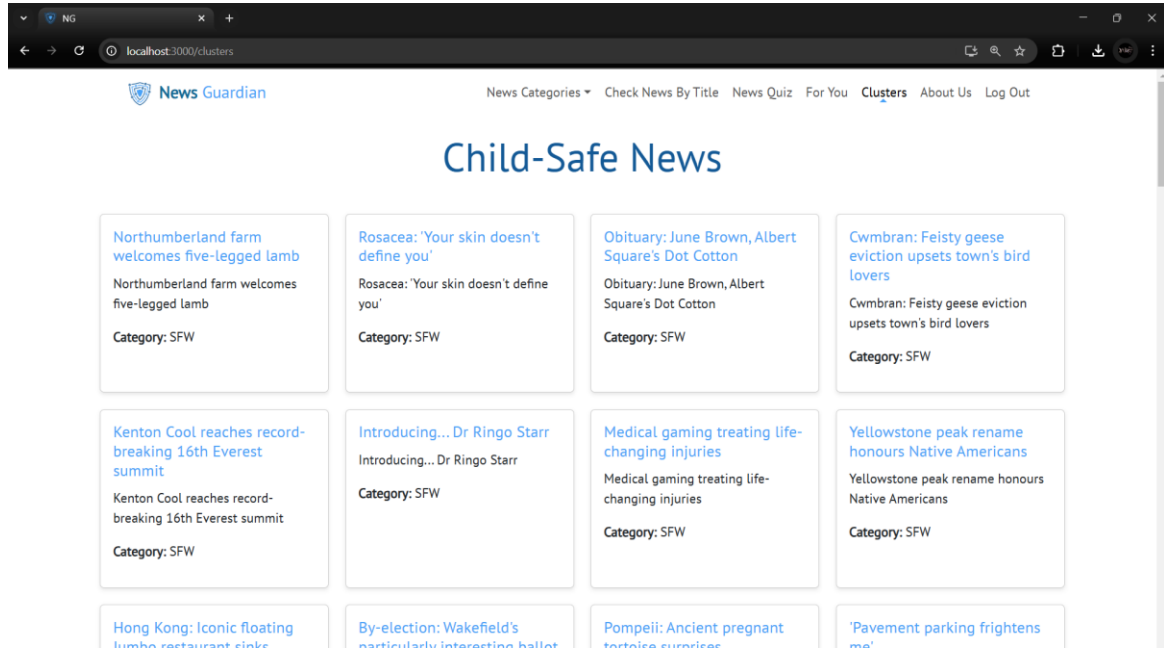 NG
localhost:3000/clusters
News Guardian
News Categories Check News By Title News Quiz For You Clusters About Us Log Out
Child-Safe News
Northumberland farm
welcomes five-legged lamb
Northumberland farm welcomes
five-legged lamb
Category: SFW
Rosacea: 'Your skin doesn't
define you'
Rosacea: 'Your skin doesn't define
you'
Category: SFW
Obituary: June Brown, Albert
Square's Dot Cotton
Obituary: June Brown, Albert
Square's Dot Cotton
Category: SFW
Cwmbran: Feisty geese
eviction upsets town's bird
lovers
Cwmbran: Feisty geese eviction
upsets town's bird lovers
Category: SFW
Kenton Cool reaches record-
breaking 16th Everest
summit
Kenton Cool reaches record-
breaking 16th Everest summit
Category: SFW
Introducing... Dr Ringo Starr
Introducing... Dr Ringo Starr
Category: SFW
Medical gaming treating life-
changing injuries
Medical gaming treating life-
changing injuries
Category: SFW
Yellowstone peak rename
honours Native Americans
Yellowstone peak rename honours
Native Americans
Category: SFW
Hong Kong: Iconic floating
Jumbo restaurant sinks
By-election: Wakefield's
particularly interesting ballot
Pompeii: Ancient pregnant
tortoise surprises
'Pavement parking frightens
me'